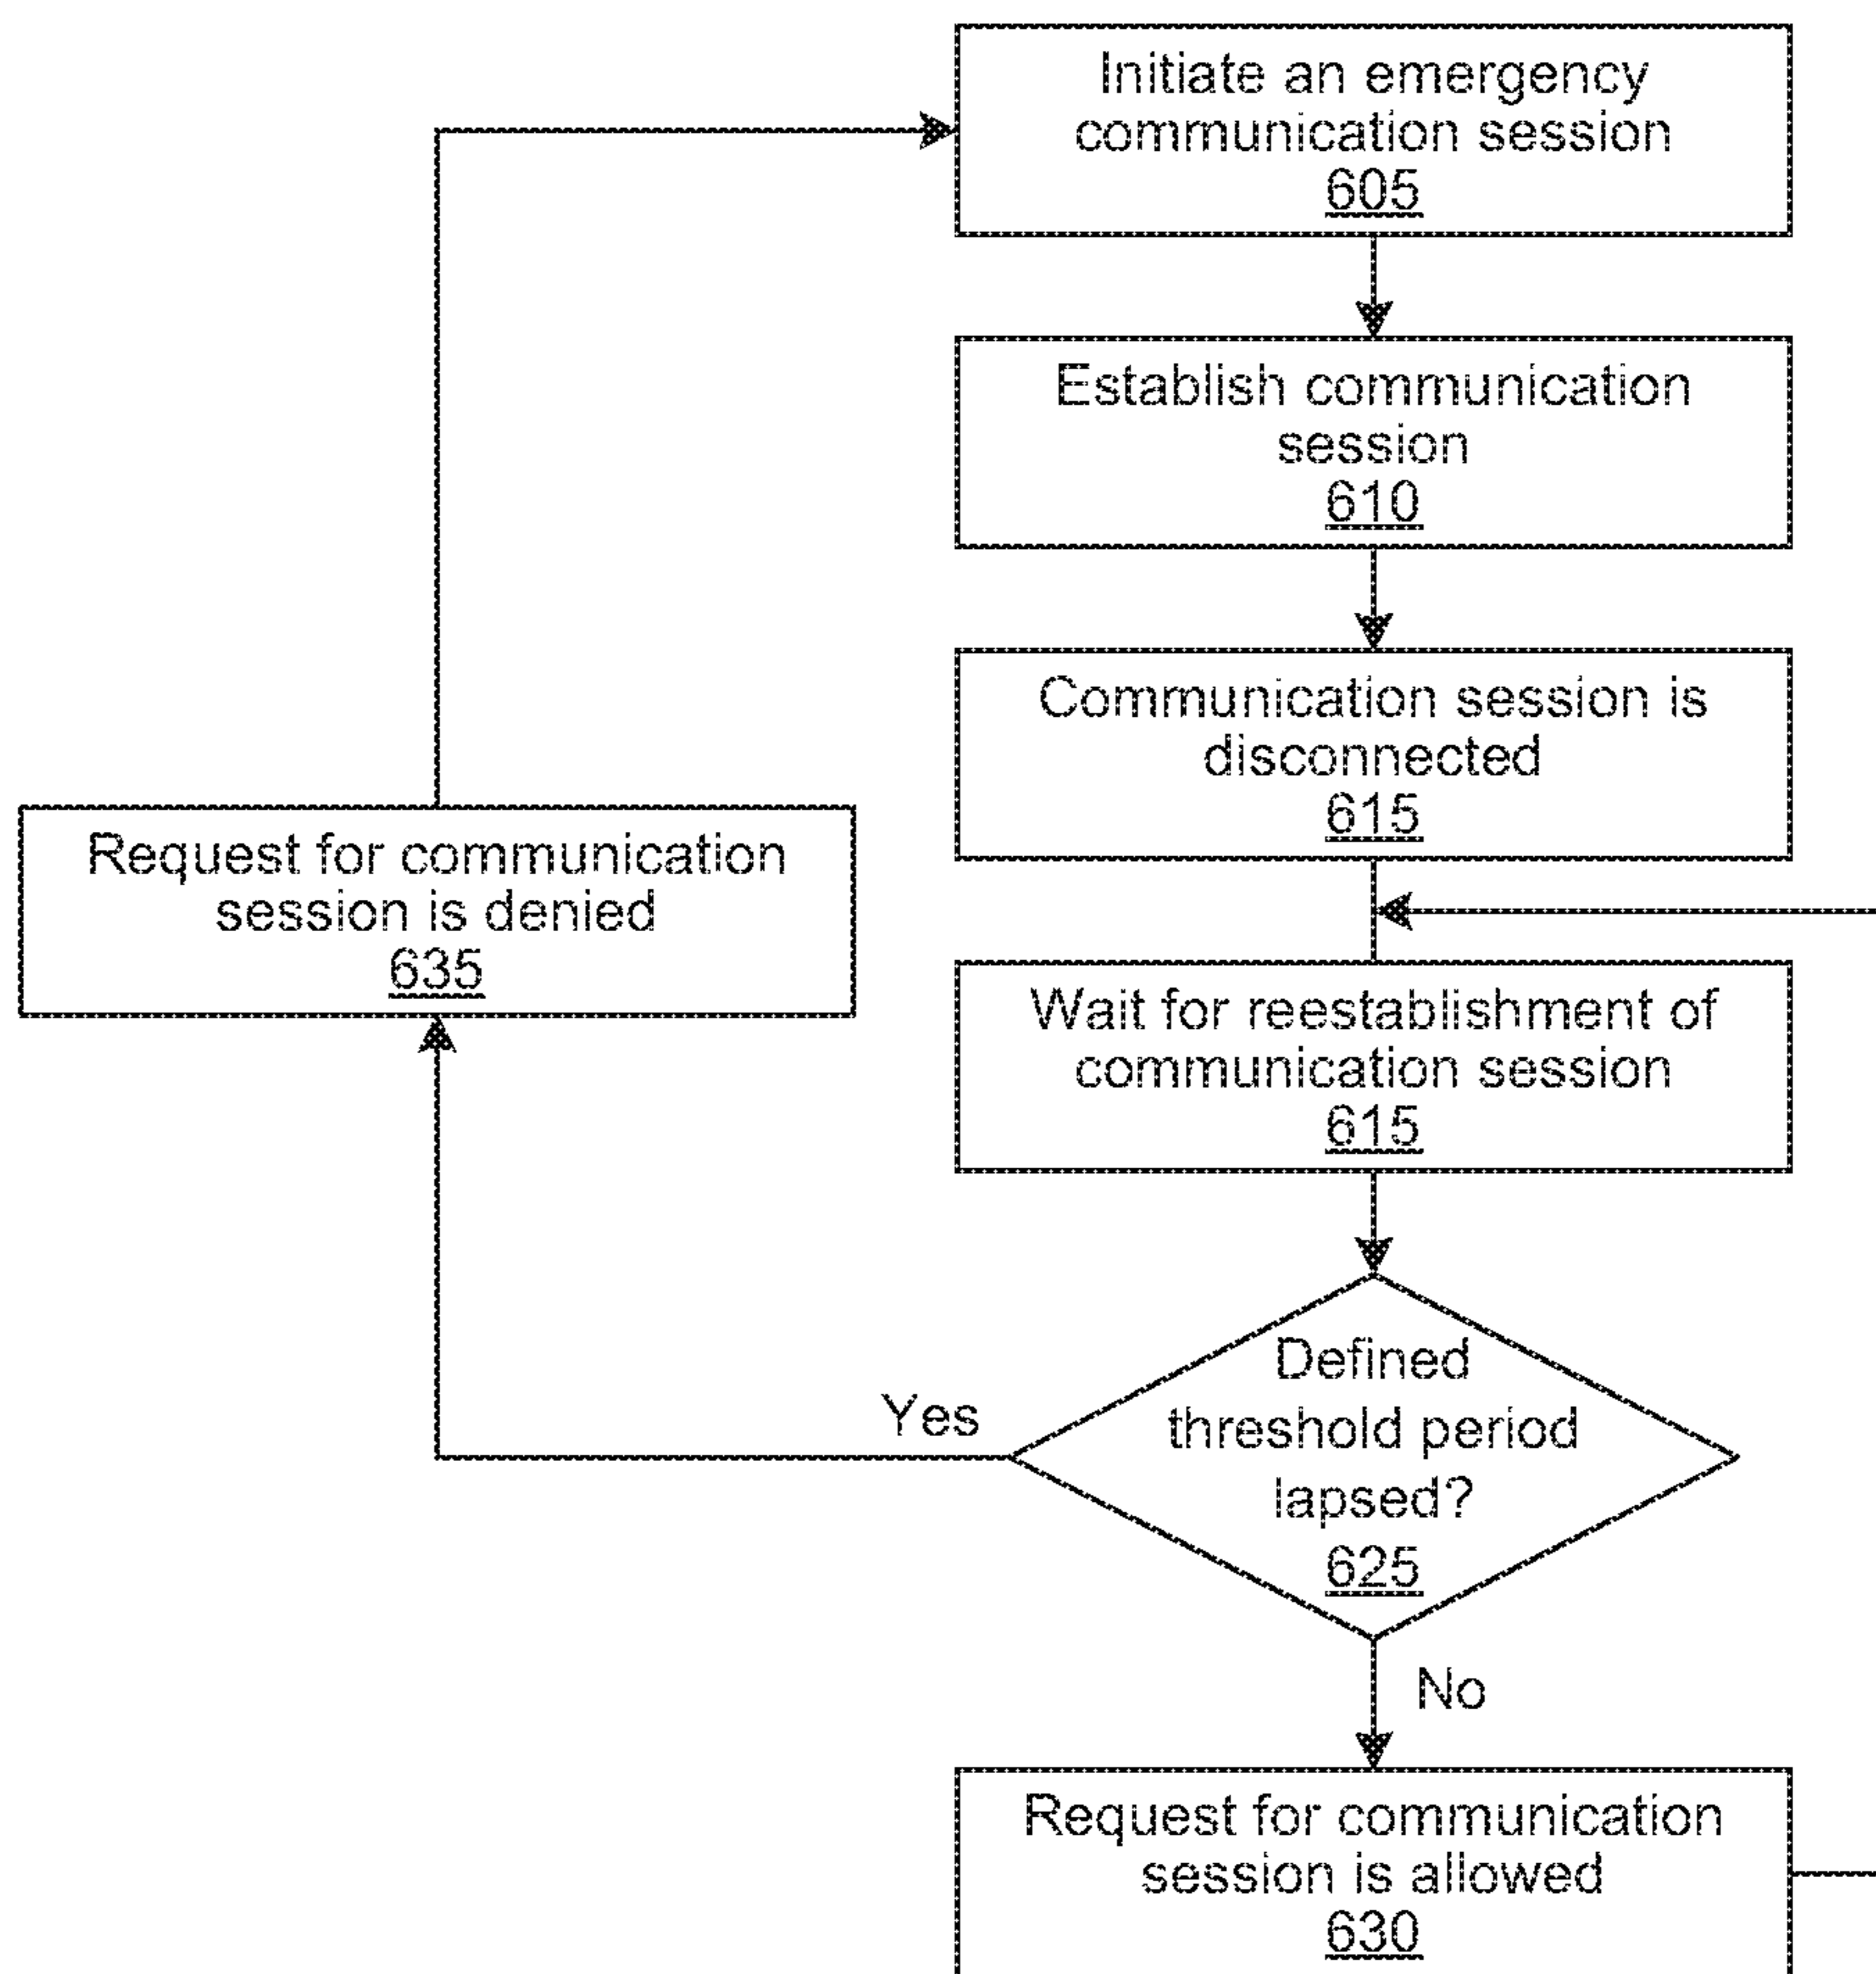 Initiate an emergency
communication session
605
Establish communication
session
610
Communication session is
disconnected
615
Request for communication
session is denied
635
Wait for reestablishment of
communication session
615
Defined
threshold period
lapsed?
625
Yes
No
Request for communication
session is allowed
630